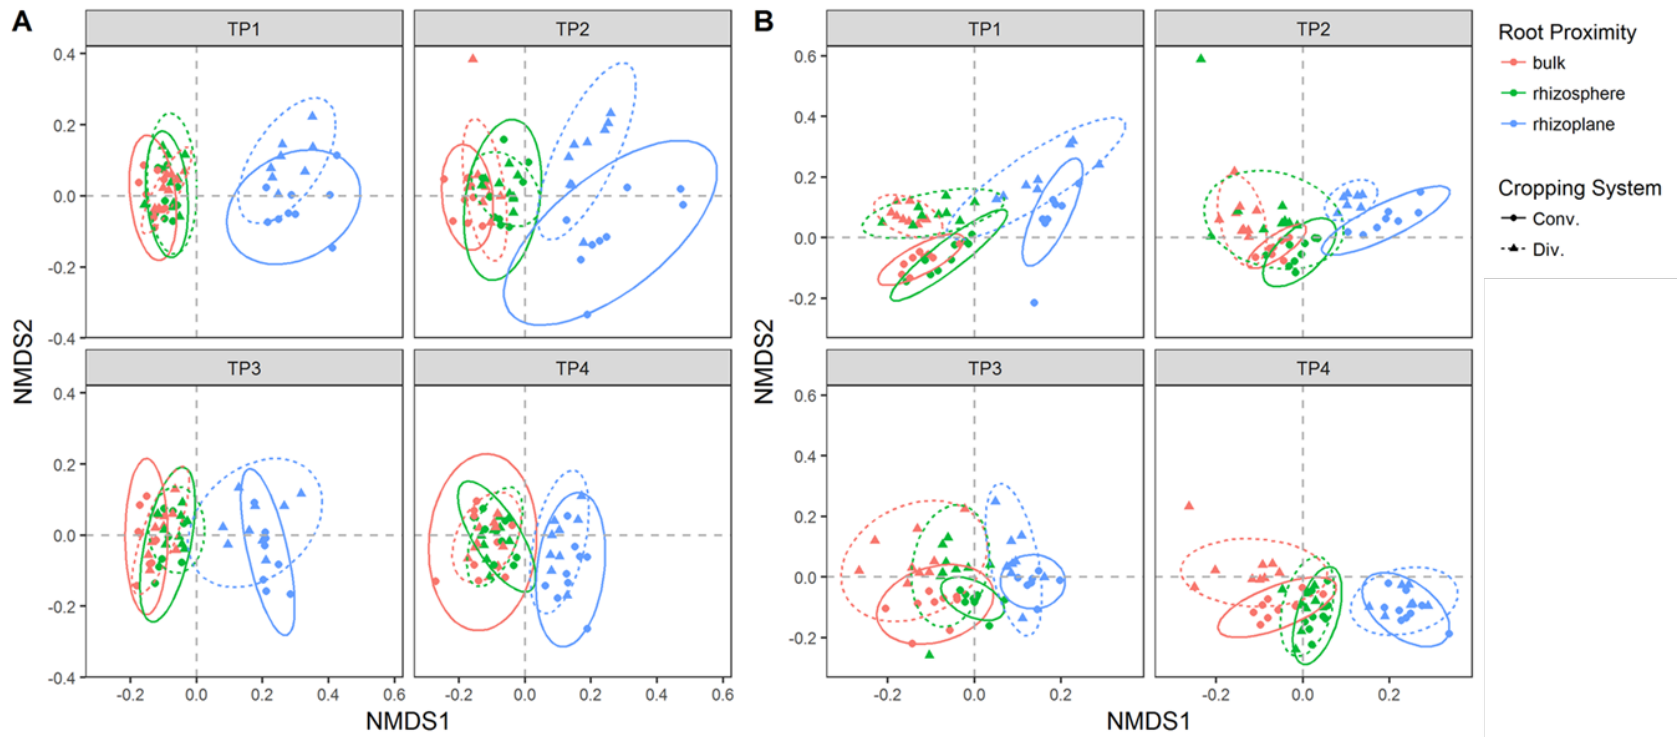 A
B
TP1
TP2
TP1
TP2
Root Proximity
bulk
rhizosphere
rhizoplane
Cropping System
Conv.
Div.
0.4
0.2
0.0
-0.2
-0.4
0.6
0.4
0.2
0.0
-0.2
NMDS2
NMDS2
TP3
TP4
TP3
TP4
0.4
0.2
0.0
-0.2
-0.4
0.6
0.4
0.2
0.0
-0.2
-0.2 0.0 0.2 0.4 0.6 -0.2 0.0 0.2 0.4 0.6
-0.2 0.0 0.2 -0.2 0.0 0.2
NMDS1
NMDS1